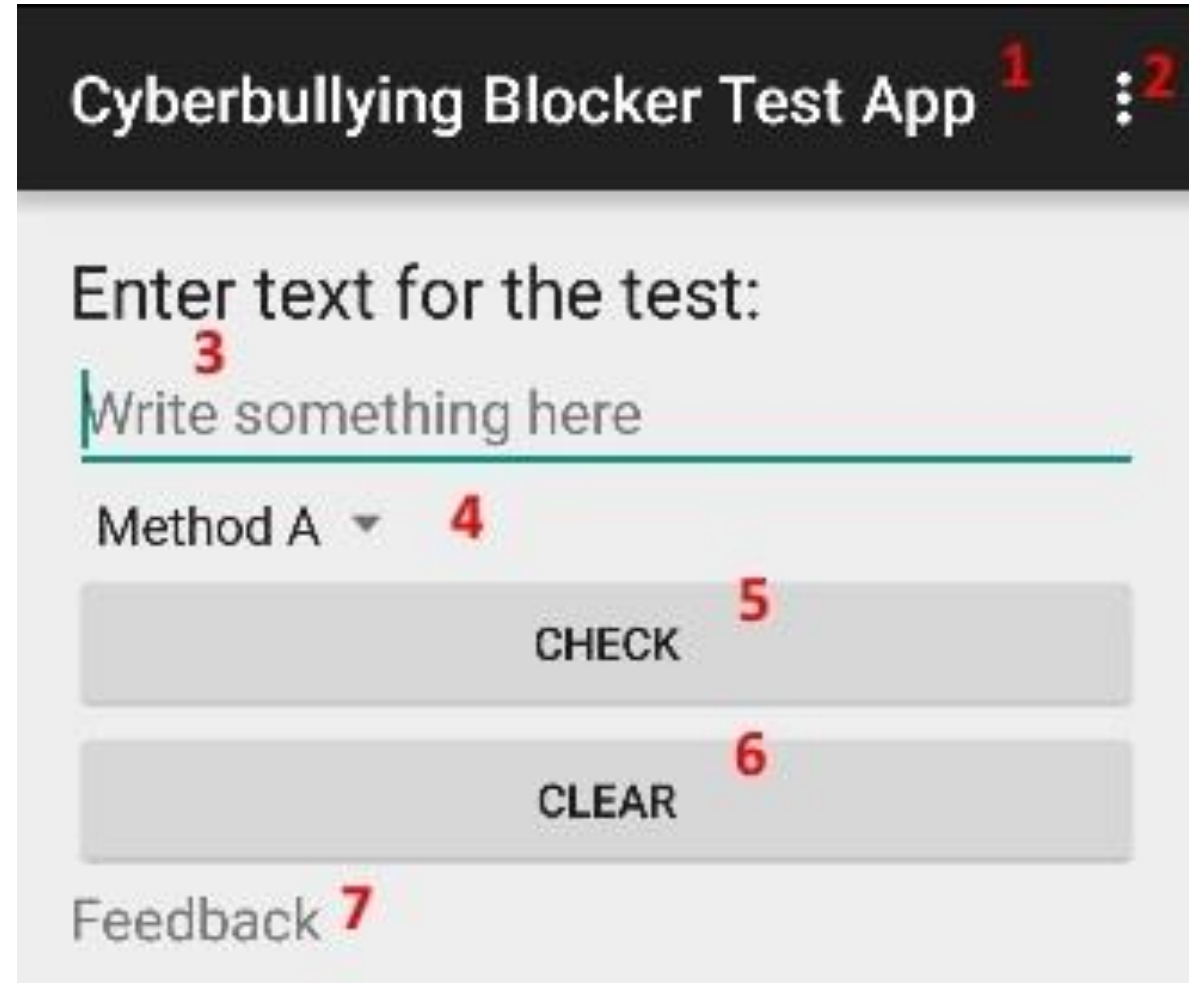 Cyberbullying Blocker Test App 1 2
Enter text for the test:
3
Write something here
Method A 4
5
CHECK
6
CLEAR
Feedback 7